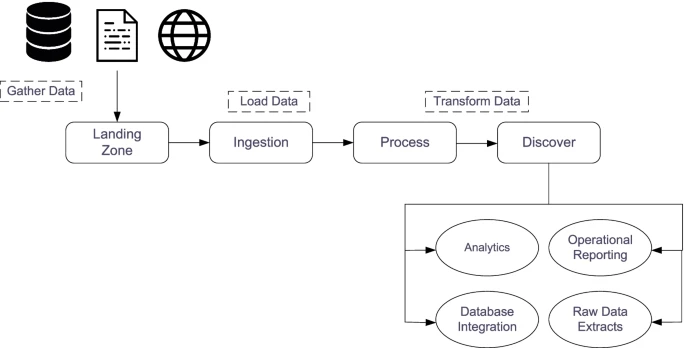 Gather Data
Load Data
Transform Data
Landing
Zone
Ingestion
Process
Discover
Analytics
Operational
Reporting
Database
Integration
Raw Data
Extracts